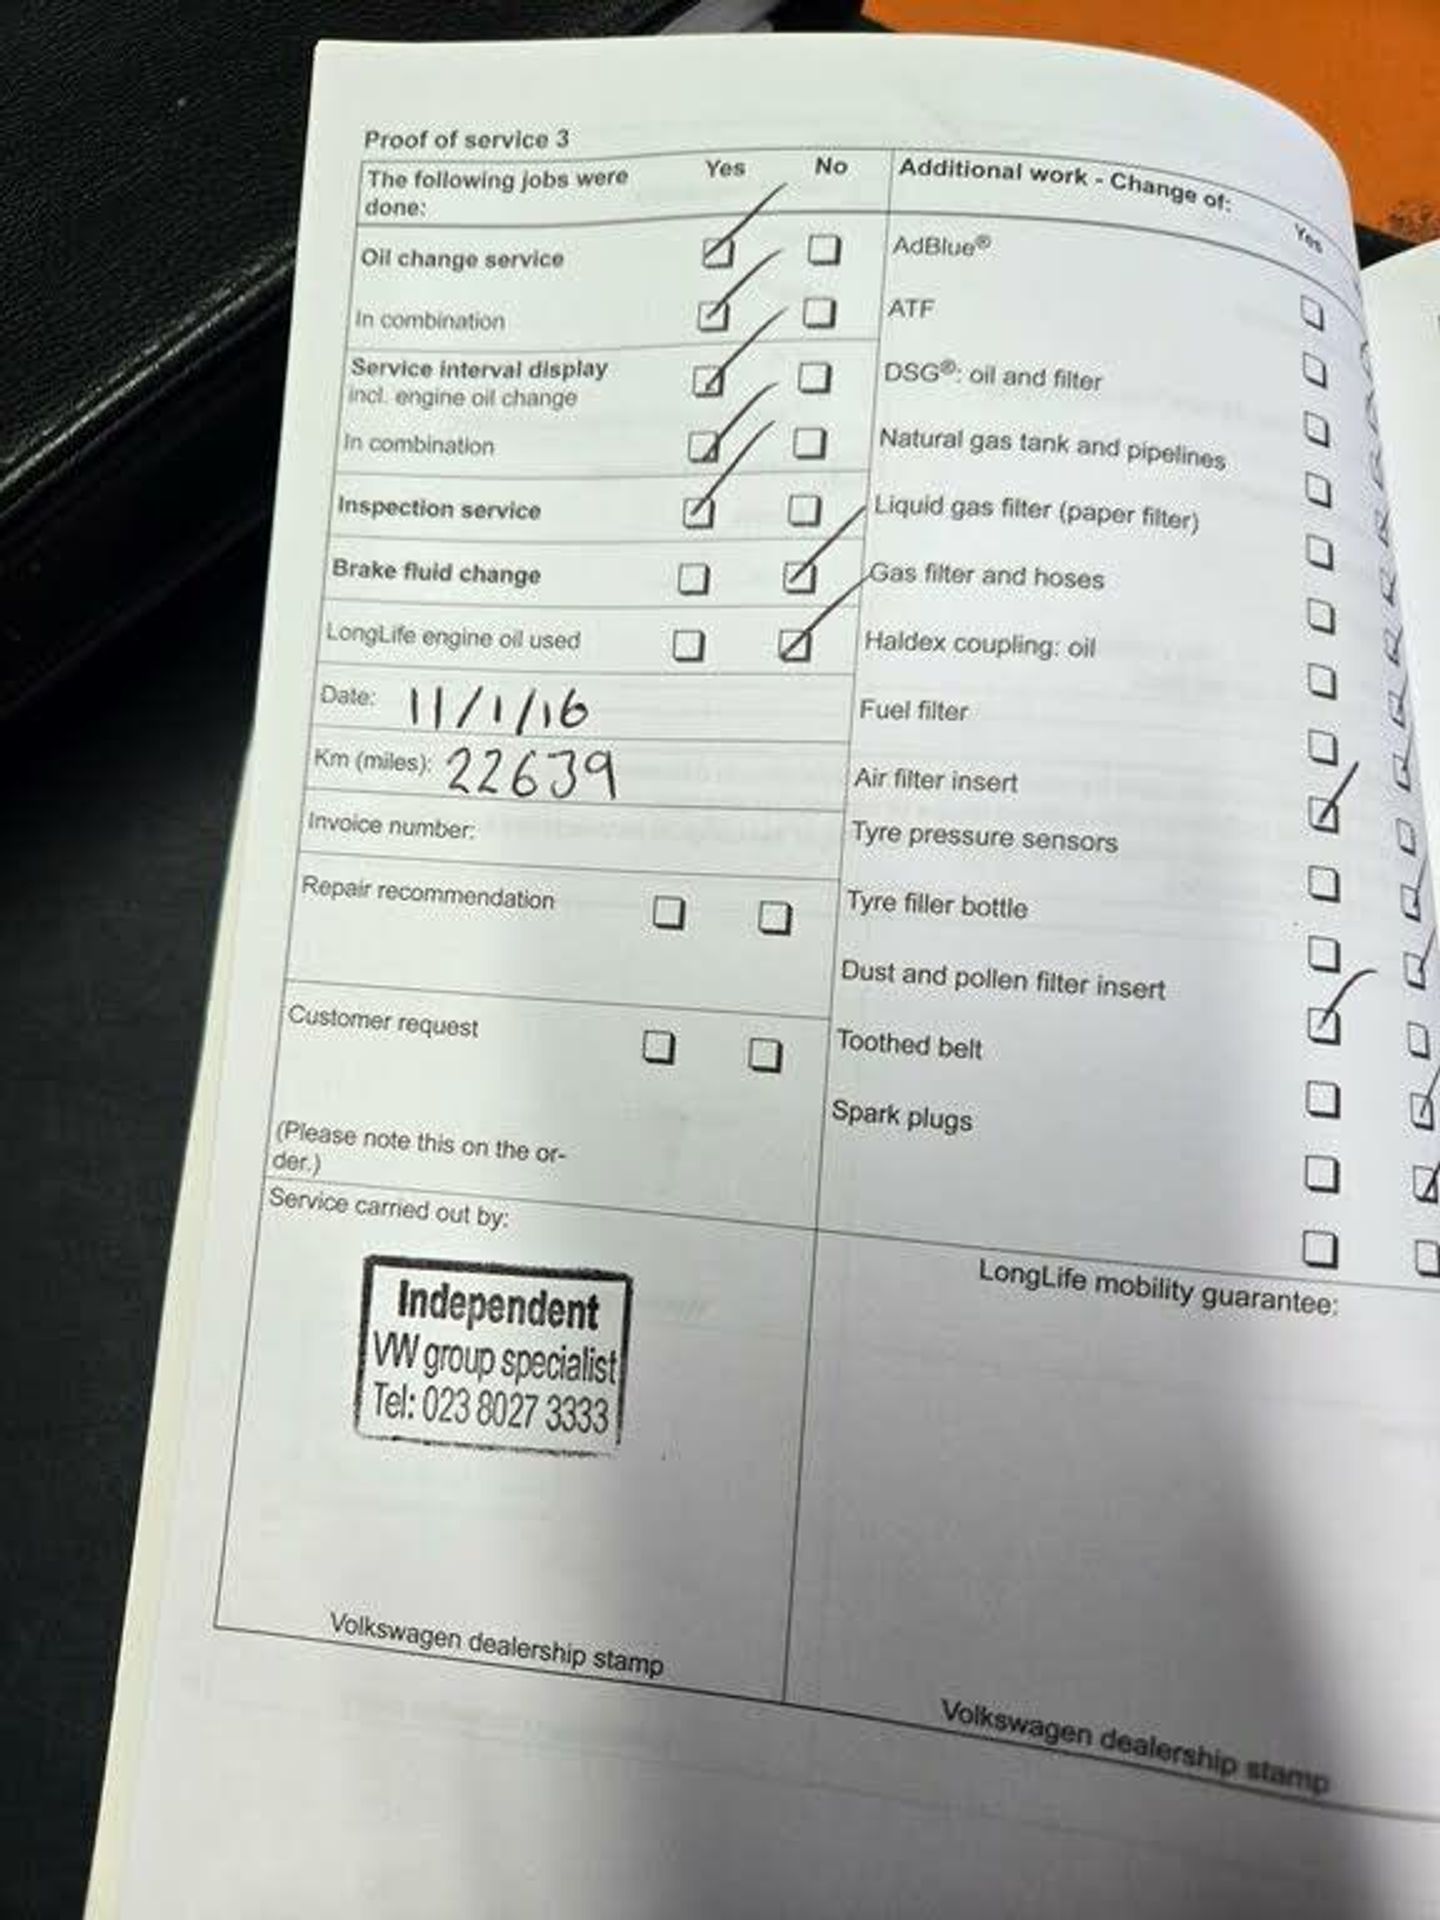 Proof of service 3
The following jobs were
done:
Yes
No
Oil change service
In combination
Service interval display
incl. engine oil change
In combination
Inspection service
Brake fluid change
LongLife engine oil used
Date: 11/1/16
Km (miles): 22639
Invoice number:
Repair recommendation
Customer request
(Please note this on the or-
der.)
Service carried out by:
Independent
VW group specialist
Tel: 023 8027 3333
Volkswagen dealership stamp
Additional work - Change of:
Yes
AdBlue®
ATF
DSG®: oil and filter
Natural gas tank and pipelines
Liquid gas filter (paper filter)
Gas filter and hoses
Haldex coupling: oil
Fuel filter
Air filter insert
Tyre pressure sensors
Tyre filler bottle
Dust and pollen filter insert
Toothed belt
Spark plugs
LongLife mobility guarantee:
Volkswagen dealership stamp